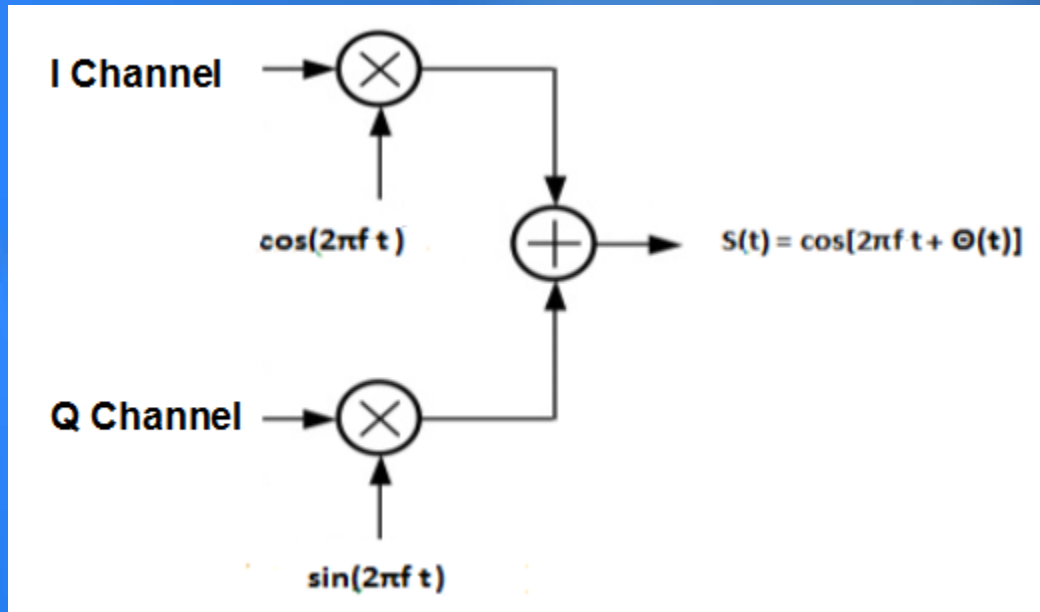 I Channel
cos(2πf t)
S(t) = cos[2πf t + Θ(t)]
Q Channel
sin(2πf t)